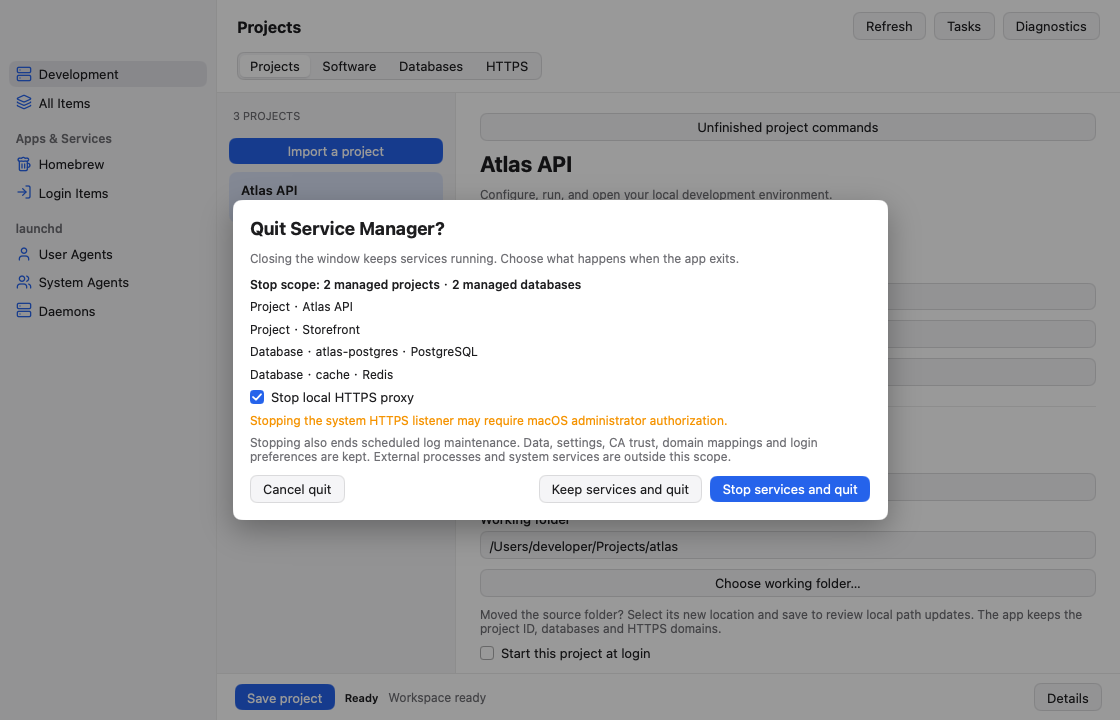 Projects
Refresh
Tasks
Diagnostics
Projects
Software
Databases
HTTPS
Development
All Items
Apps & Services
Homebrew
Login Items
launchd
User Agents
System Agents
Daemons
3 PROJECTS
Import a project
Atlas API
Unfinished project commands
Atlas API
Configure, run, and open your local development environment.
Quit Service Manager?
Closing the window keeps services running. Choose what happens when the app exits.
Stop scope: 2 managed projects · 2 managed databases
Project · Atlas API
Project · Storefront
Database · atlas-postgres · PostgreSQL
Database · cache · Redis
Stop local HTTPS proxy
Stopping the system HTTPS listener may require macOS administrator authorization.
Stopping also ends scheduled log maintenance. Data, settings, CA trust, domain mappings and login
preferences are kept. External processes and system services are outside this scope.
Cancel quit
Keep services and quit
Stop services and quit
Working folder
/Users/developer/Projects/atlas
Choose working folder...
Moved the source folder? Select its new location and save to review local path updates. The app keeps the
project ID, databases and HTTPS domains.
Start this project at login
Save project
Ready
Workspace ready
Details